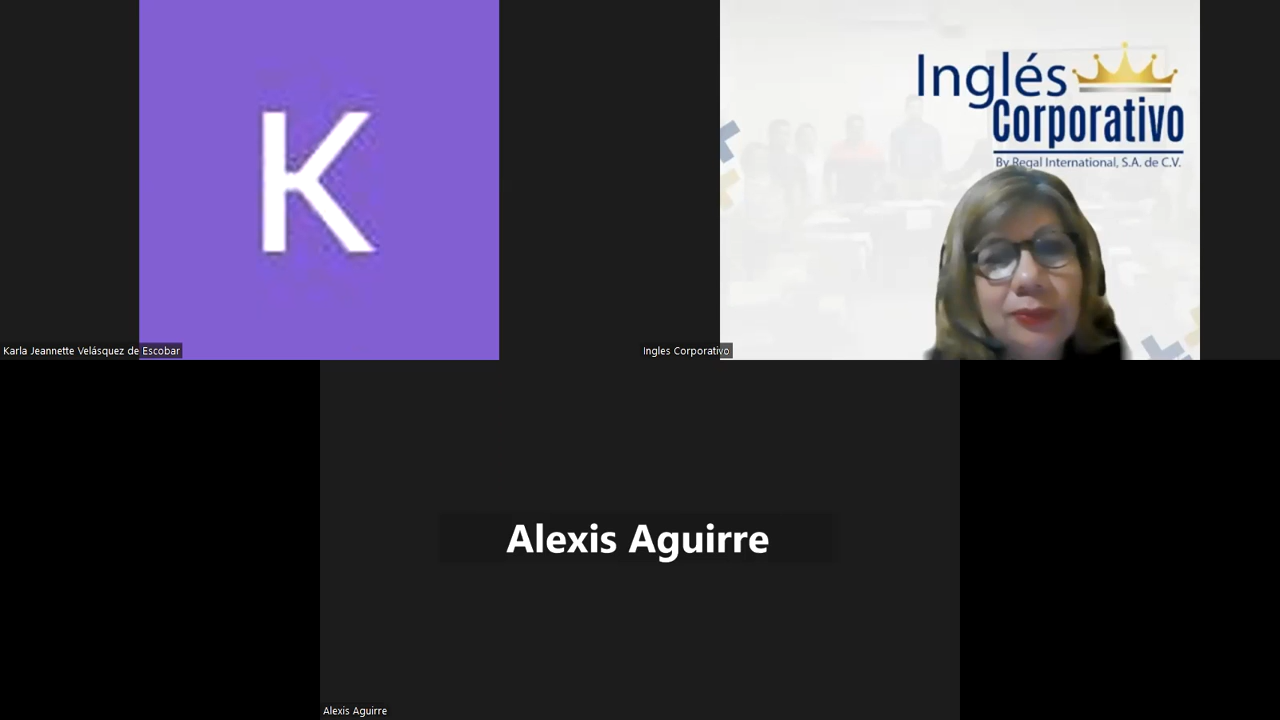 K
Inglés
Corporativo
By Regal International, S.A. de C.V.
Karla Jeannette Velásquez de Escobar
Ingles Corporativo
Alexis Aguirre
Alexis Aguirre